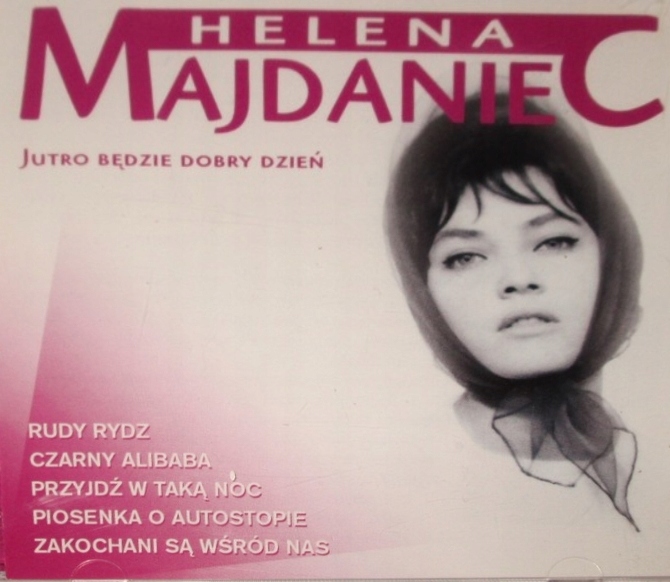 HELENA
MAJDANIEC
JUTRO BĘDZIE DOBRY DZIEŃ
RUDY RYDZ
CZARNY ALIBABA
PRZYJDŹ W TAKĄ NOC
PIOSENKA O AUTOSTOPIE
ZAKOCHANI SĄ WŚRÓD NAS